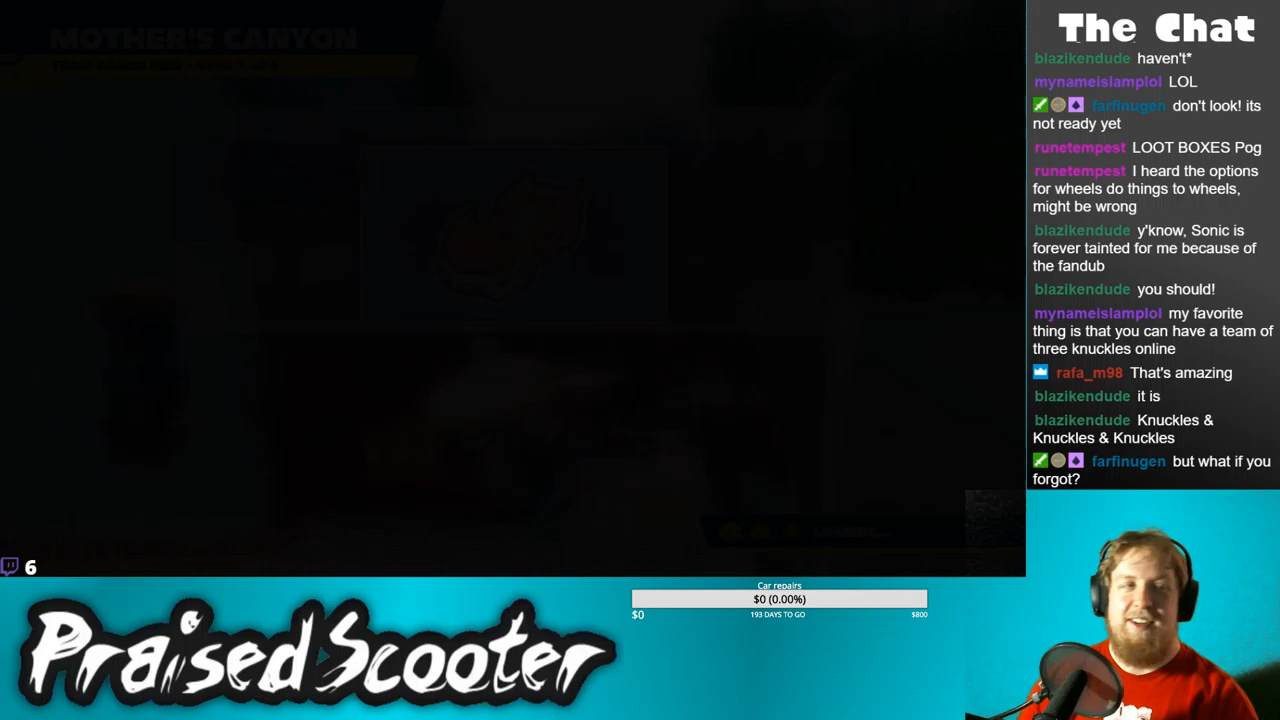 MOTHER'S CANYON
The Chat
blazikendude haven't*
mynameislamplol LOL
farfinugen don't look! its
not ready yet
runetempest LOOT BOXES Pog
runetempest I heard the options
for wheels do things to wheels,
might be wrong
blazikendude y'know, Sonic is
forever tainted for me because of
the fandub
blazikendude you should!
mynameislamplol my favorite
thing is that you can have a team of
three knuckles online
rafa_m98 That's amazing
blazikendude it is
blazikendude Knuckles &
Knuckles & Knuckles
farfinugen but what if you
forgot?
6
Car repairs
$0 (0.00%)
$0 193 DAYS TO GO $800
PraisedScooter